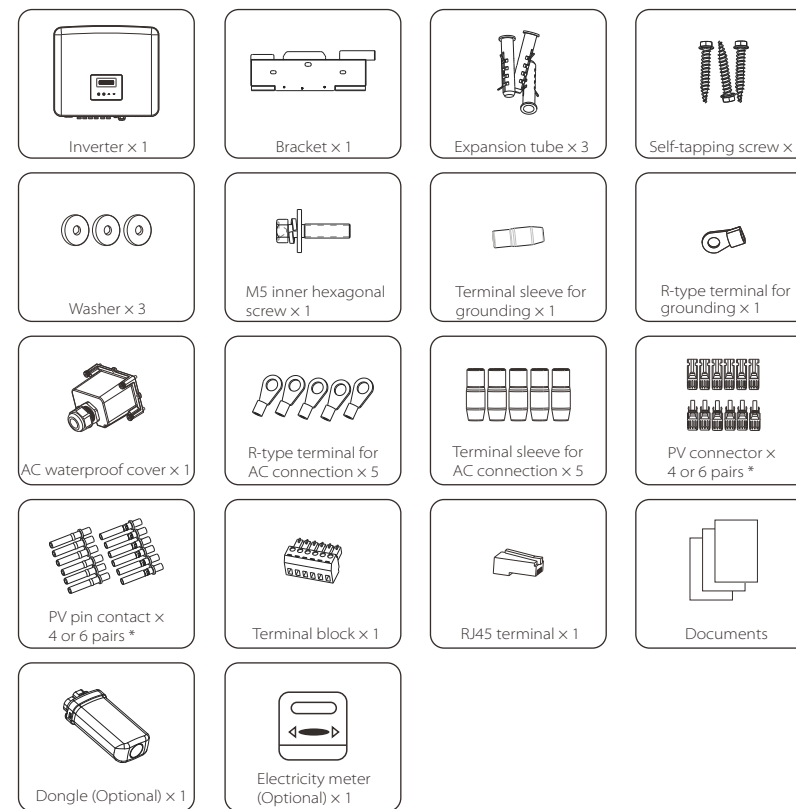 Inverter × 1
Bracket × 1
Expansion tube × 3
Self-tapping screw ×
Washer × 3
M5 inner hexagonal
screw × 1
Terminal sleeve for
grounding × 1
R-type terminal for
grounding × 1
AC waterproof cover × 1
R-type terminal for
AC connection × 5
Terminal sleeve for
AC connection × 5
PV connector ×
4 or 6 pairs *
PV pin contact ×
4 or 6 pairs *
Terminal block × 1
RJ45 terminal × 1
Documents
Dongle (Optional) × 1
Electricity meter
(Optional) × 1